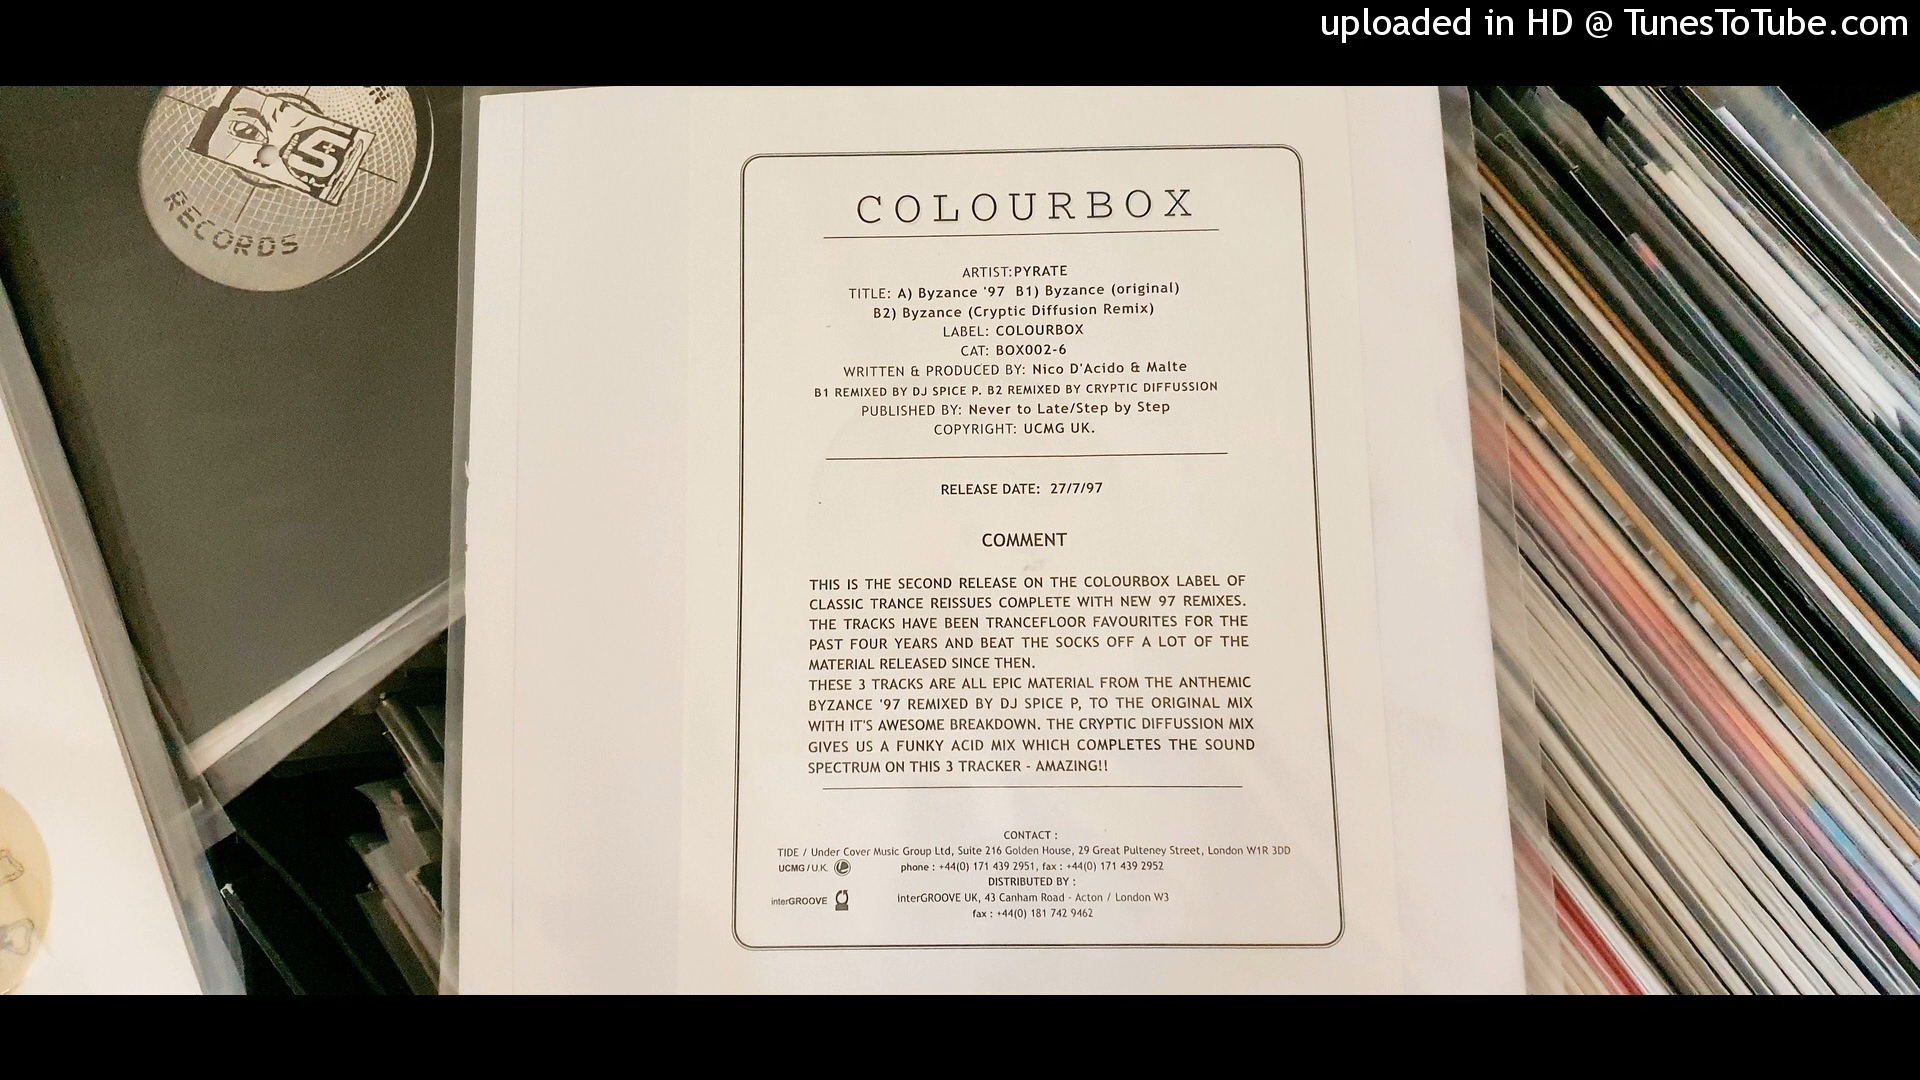 uploaded in HD @ TunesToTube.com
RECORDS
COLOURBOX
ARTIST:PYRATE
TITLE: A) Byzance '97 B1) Byzance (original)
B2) Byzance (Cryptic Diffusion Remix)
LABEL: COLOURBOX
CAT: BOX002-6
WRITTEN & PRODUCED BY: Nico D'Acido & Malte
B1 REMIXED BY DJ SPICE P. B2 REMIXED BY CRYPTIC DIFFUSSION
PUBLISHED BY: Never to Late/Step by Step
COPYRIGHT: UCMG UK.
RELEASE DATE: 27/7/97
COMMENT
THIS IS THE SECOND RELEASE ON THE COLOURBOX LABEL OF
CLASSIC TRANCE REISSUES COMPLETE WITH NEW 97 REMIXES.
THE TRACKS HAVE BEEN TRANCEFLOOR FAVOURITES FOR THE
PAST FOUR YEARS AND BEAT THE SOCKS OFF A LOT OF THE
MATERIAL RELEASED SINCE THEN.
THESE 3 TRACKS ARE ALL EPIC MATERIAL FROM THE ANTHEMIC
BYZANCE '97 REMIXED BY DJ SPICE P, TO THE ORIGINAL MIX
WITH IT'S AWESOME BREAKDOWN. THE CRYPTIC DIFFUSSION MIX
GIVES US A FUNKY ACID MIX WHICH COMPLETES THE SOUND
SPECTRUM ON THIS 3 TRACKER - AMAZING!!
CONTACT :
TIDE / Under Cover Music Group Ltd, Suite 216 Golden House, 29 Great Pulteney Street, London W1R 3DD
UCMG/U.K. phone : +44(0) 171 439 2951, fax : +44(0) 171 439 2952
DISTRIBUTED BY :
interGROOVE interGROOVE UK, 43 Canham Road - Acton / London W3
fax : +44(0) 181 742 9462